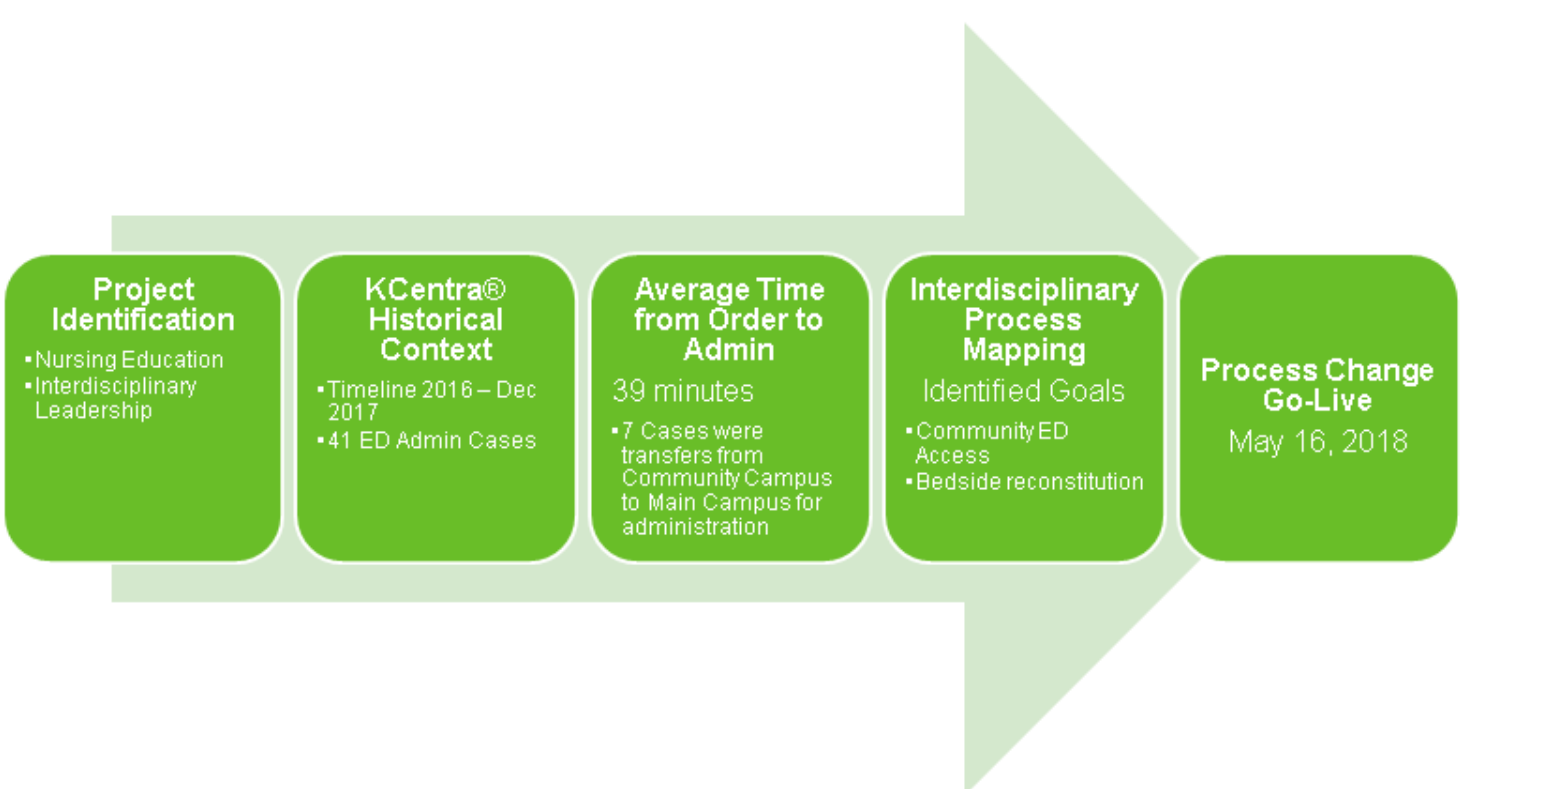 Project
Identification
▪Nursing Education
▪Interdisciplinary
Leadership
KCentra®
Historical
Context
▪Timeline 2016 – Dec
2017
▪41 ED Admin Cases
Average Time
from Order to
Admin
39 minutes
▪7 Cases were
transfers from
Community Campus
to Main Campus for
administration
Interdisciplinary
Process
Mapping
Identified Goals
▪Community ED
Access
▪Bedside reconstitution
Process Change
Go-Live
May 16, 2018